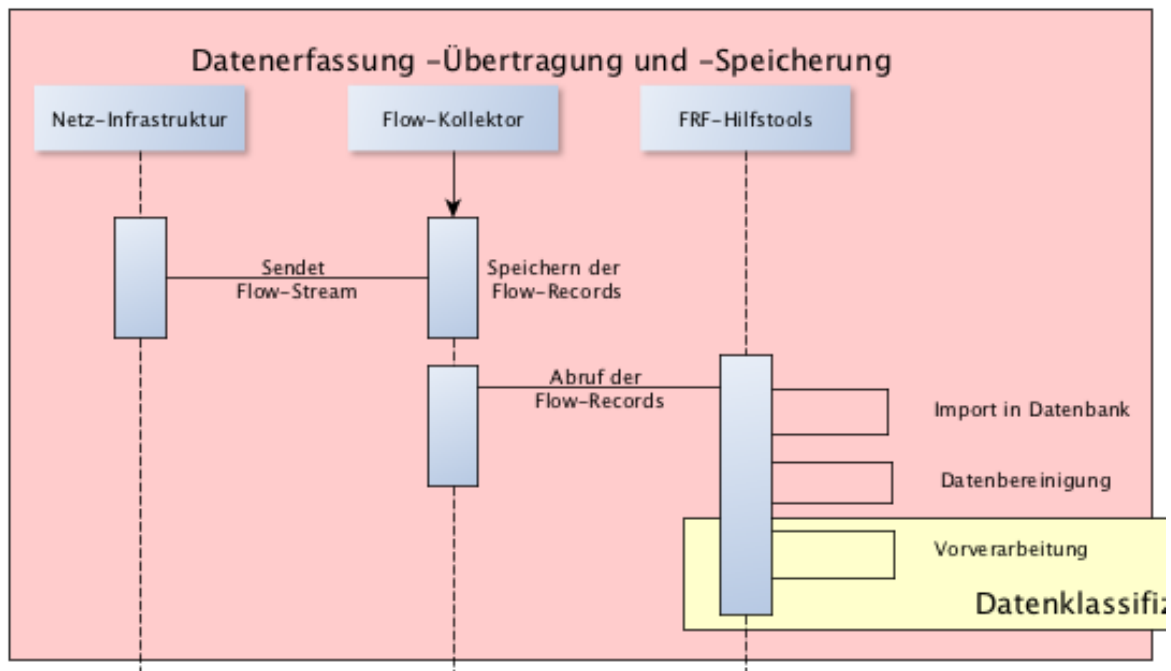 Datenerfassung -Übertragung und -Speicherung
Netz-Infrastruktur
Flow-Kollektor
FRF-Hilfstools
Sendet
Flow-Stream
Speichern der
Flow-Records
Abruf der
Flow-Records
Import in Datenbank
Datenbereinigung
Vorverarbeitung
Datenklassifiz